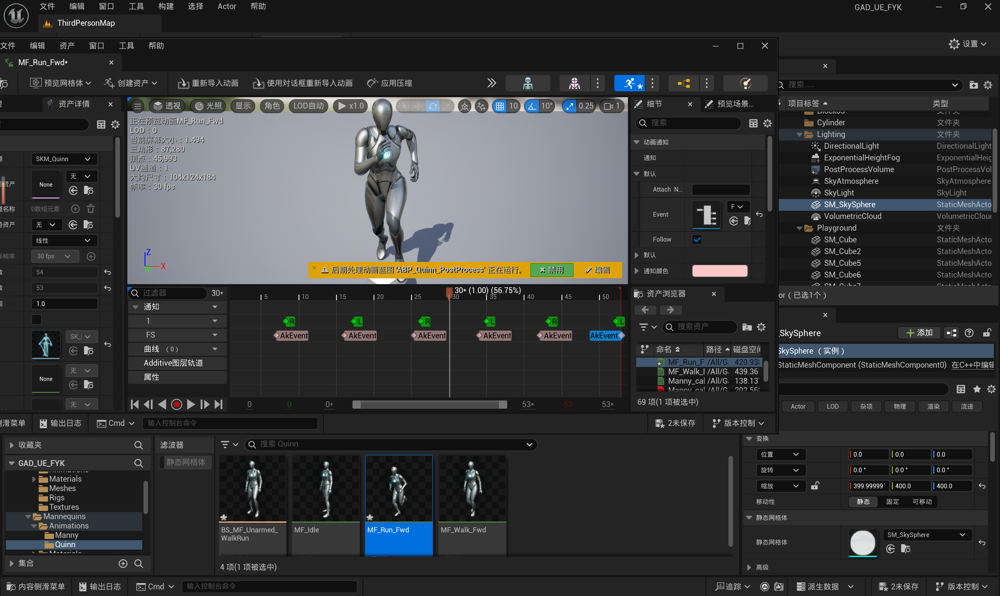 文件 编辑 窗口 工具 构建 选择 Actor 帮助
GAD_UE_FYK
ThirdPersonMap
文件 编辑 资产 窗口 工具 帮助
设置
MF_Run_Fwd*
预览网格体 创建资产 重新导入动画 使用对话框重新导入动画 应用压缩
搜索......
项目标签 类型
文件夹
Cylinder 文件夹
Lighting 文件夹
DirectionalLight DirectionalLight
ExponentialHeightFog ExponentialHeig
PostProcessVolume PostProcessVol
SkyAtmosphere SkyAtmosphere
SkyLight SkyLight
SM_SkySphere StaticMeshActo
VolumetricCloud VolumetricCloud
Playground 文件夹
SM_Cube StaticMeshActo
SM_Cube2 StaticMeshActo
SM_Cube5 StaticMeshActo
SM_Cube6 StaticMeshActo
or（已选1个）
资产详情
SKM_Quinn
None 无
资产
道名称 0数组元素
势资产 无
线性
标帧率 30 fps
数 54
数 53
1.0
SK_
None 无
无
透视 光照 显示 角色 LOD自动 x1.0 10 10° 0.25 1
正在预览动画MF_Run_Fwd
LOD：0
当前屏幕大小：1.494
三角形：87,280
顶点：45,993
UV通道：1
大约尺寸：104x124x184
帧率：30 fps
Z
X
Y
后期处理动画蓝图 'ABP_Quinn_PostProcess' 正在运行。 禁用 编辑
细节 预览场景...
搜索
动画通知
通知
默认
Attach N...
Event
Follow
默认
通知颜色
过滤器 30*
30* (1.00) (56.75%)
5 10 15 20 25 30 35 40 45 50
通知
1 R L R L R L
FS AkEvent AkEvent AkEvent AkEvent AkEvent AkEvent
曲线 （0）
Additive图层轨道
属性
0 0 0* 53* 53 53*
资产浏览器
搜索资产
命名 路径 磁盘空间
MF_Run_F /All/Ga 420.938
MF_Walk_ /All/Ga 439.36
Manny_cal /All/Ga 138.13
Manny_cal /All/Ga 202.568
69 项(1 项被选中)
侧滑菜单 输出日志 Cmd 输入控制台命令 2未保存 版本控制
_SkySphere 添加
SkySphere （实例）
StaticMeshComponent (StaticMeshComponent0) 在C++中编辑
Actor LOD 杂项 物理 渲染 流送
收藏夹
GAD_UE_FYK
Animations
Materials
Meshes
Rigs
Textures
Mannequins
Animations
Manny
Quinn
Materials
集合
滤波器
静态网格体
搜索 Quinn
BS_MF_Unarmed_
WalkRun
MF_Idle
MF_Run_Fwd
MF_Walk_Fwd
4 项(1 项被选中)
变换
位置 0.0 0.0 0.0
旋转 0.0 ° 0.0 ° 0.0 °
缩放 399.99999 400.0 400.0
移动性 静态 固定 可移动
静态网格体
静态网格体 SM_SkySphere
高级
内容侧滑菜单 输出日志 Cmd 输入控制台命令 追踪 派生数据 2未保存 版本控制